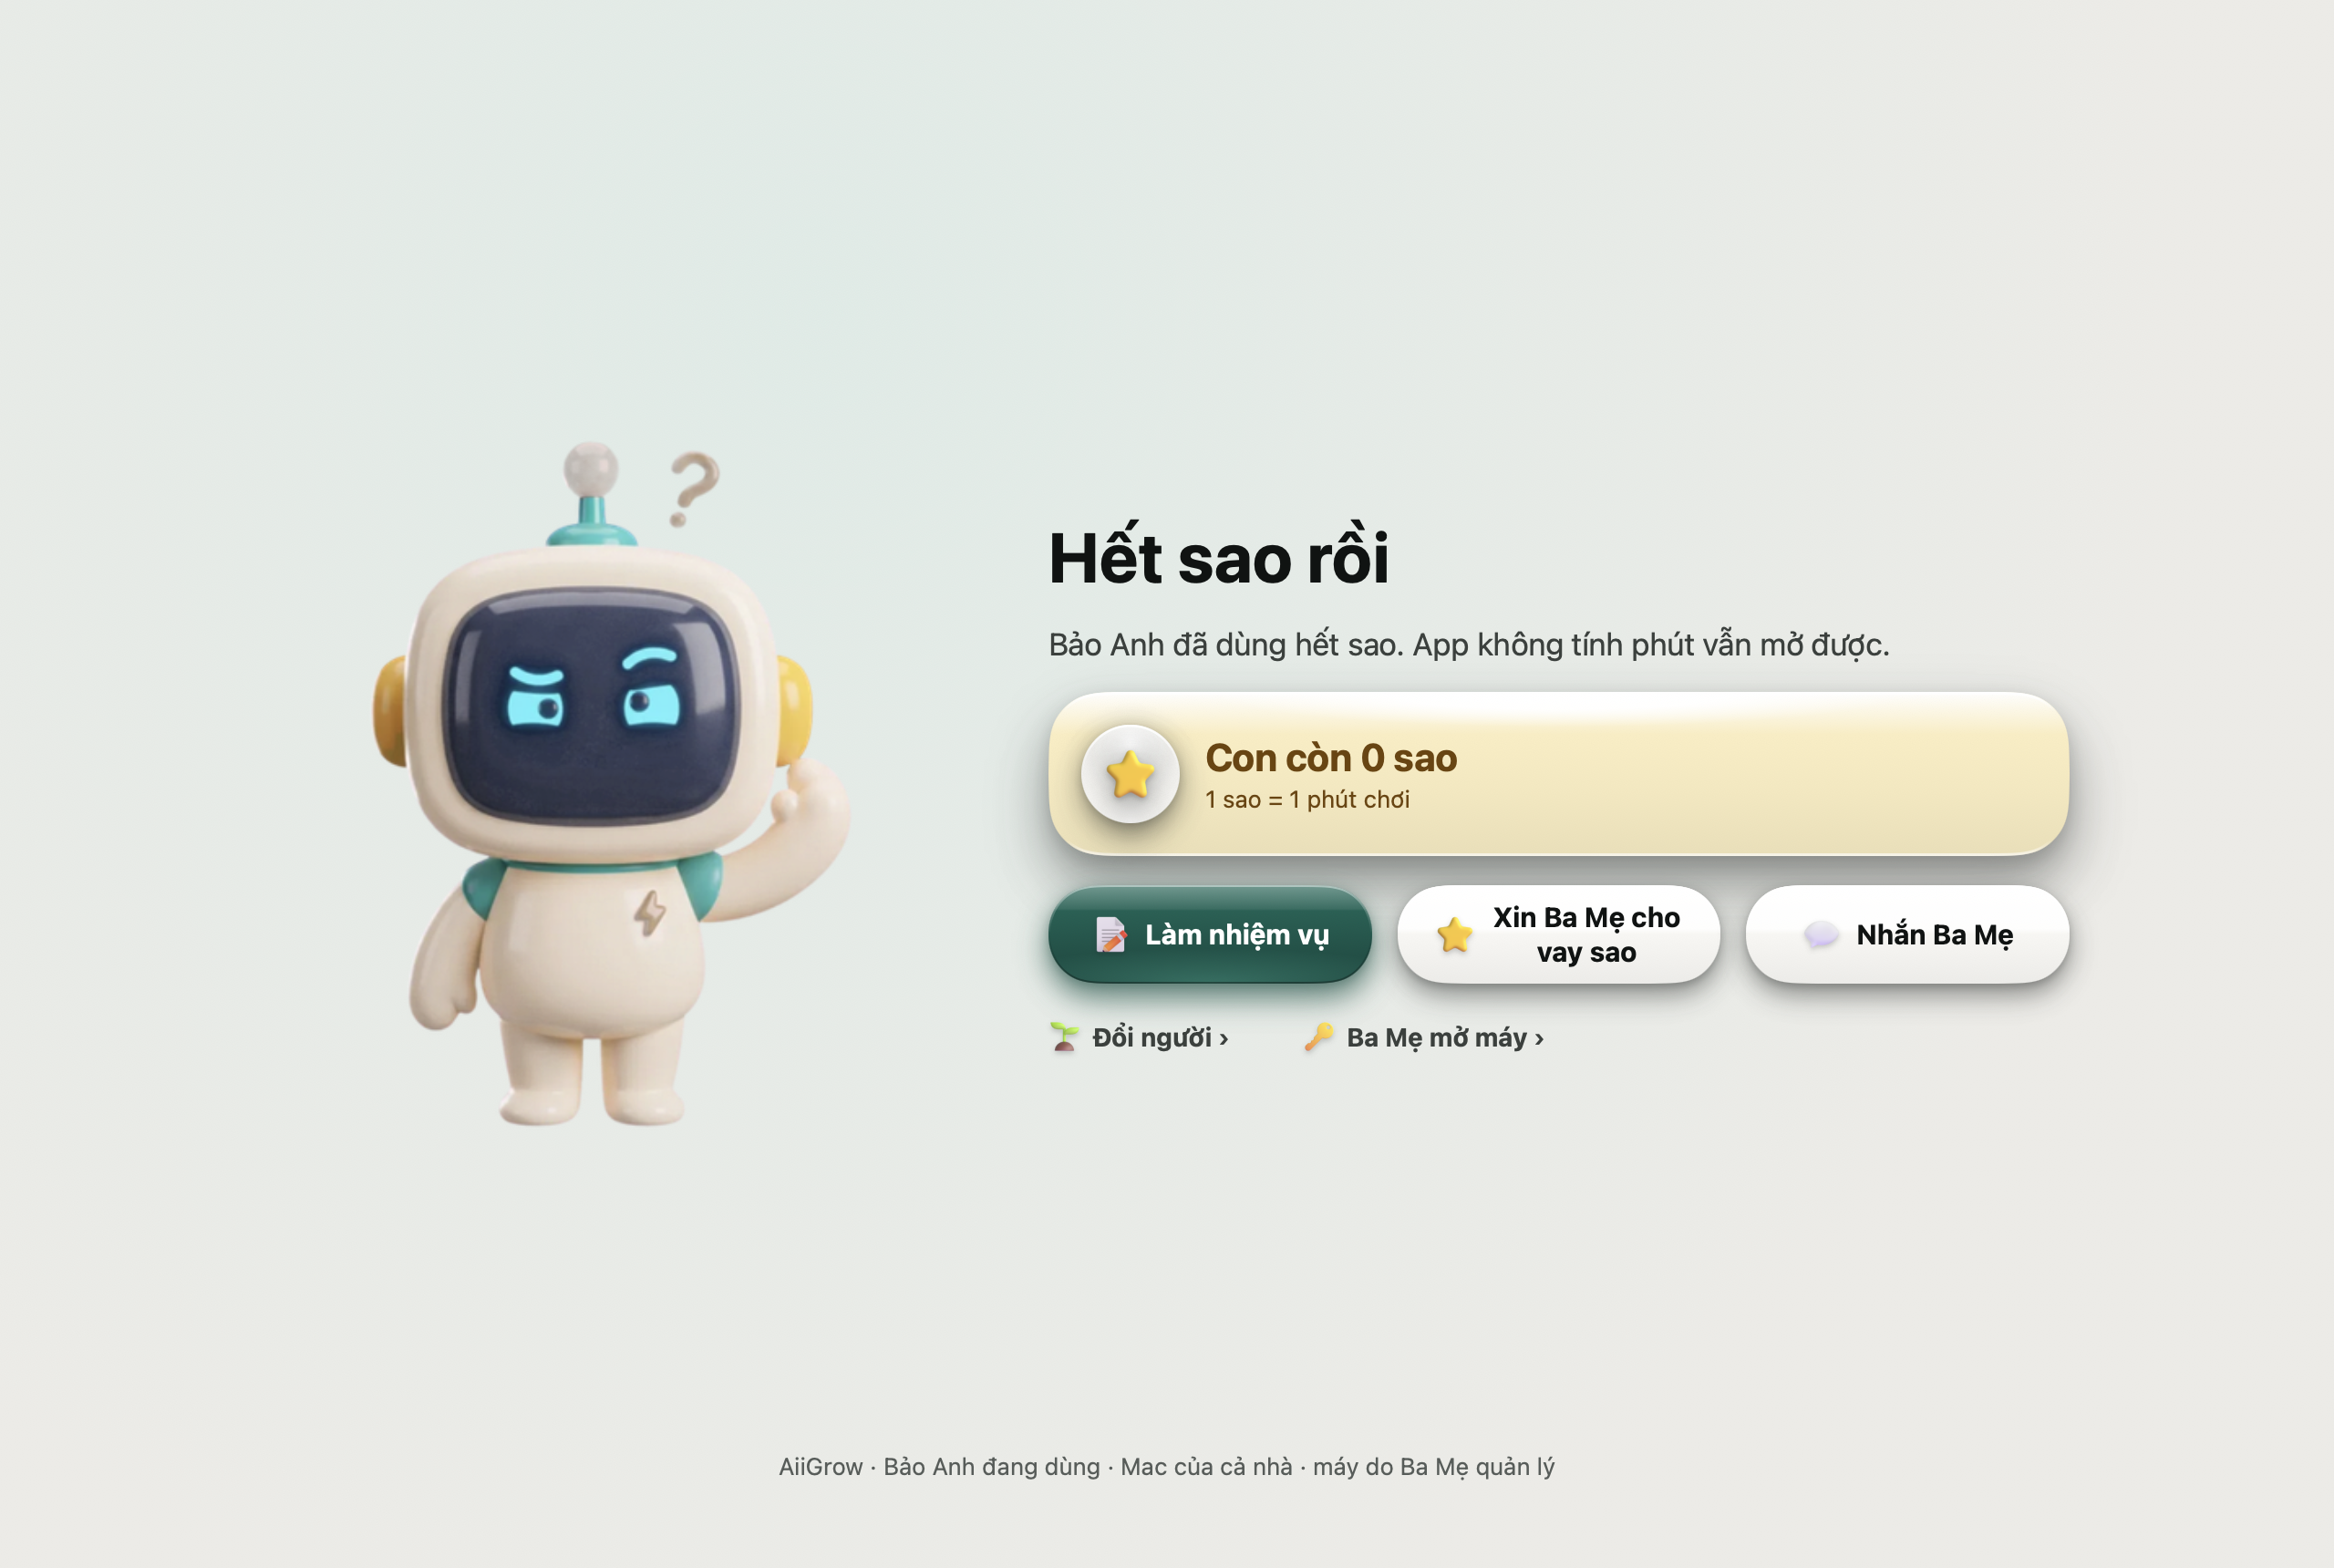 ?
Hết sao rồi
Bảo Anh đã dùng hết sao. App không tính phút vẫn mở được.
Con còn 0 sao
1 sao = 1 phút chơi
Làm nhiệm vụ
Xin Ba Mẹ cho
vay sao
Nhắn Ba Mẹ
Đổi người ›
Ba Mẹ mở máy ›
AiiGrow · Bảo Anh đang dùng · Mac của cả nhà · máy do Ba Mẹ quản lý